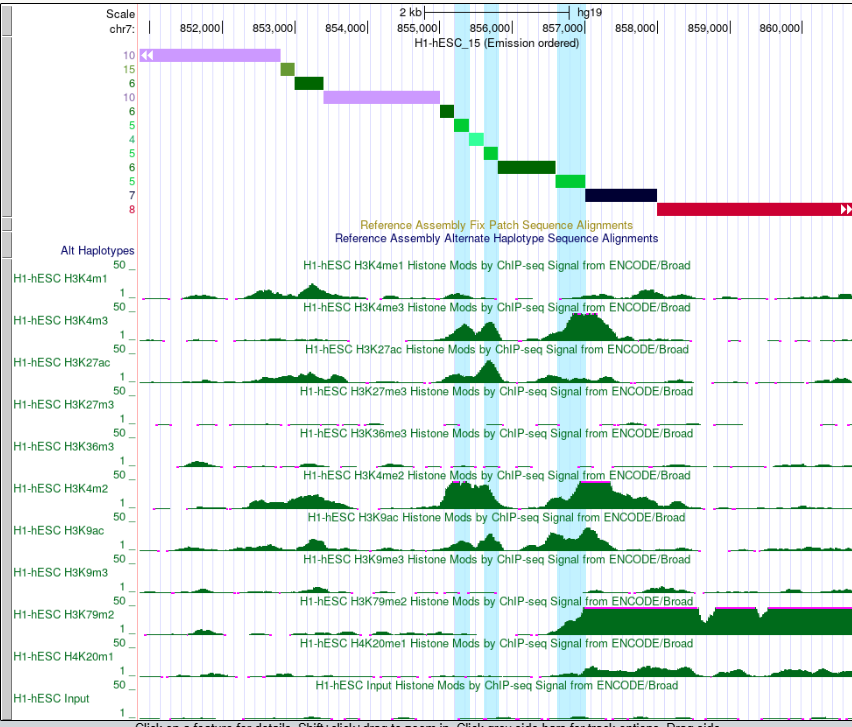 Scale 2 kb hg19
chr7: 852,000 853,000 854,000 855,000 856,000 857,000 858,000 859,000 860,000
H1-hESC_15 (Emission ordered)
10
15
6
10
6
5
4
5
6
5
7
8
Reference Assembly Fix Patch Sequence Alignments
Reference Assembly Alternate Haplotype Sequence Alignments
Alt Haplotypes
50 _ H1-hESC H3K4me1 Histone Mods by ChIP-seq Signal from ENCODE/Broad
H1-hESC H3K4m1
1 _
50 _ H1-hESC H3K4me3 Histone Mods by ChIP-seq Signal from ENCODE/Broad
H1-hESC H3K4m3
1 _
50 _ H1-hESC H3K27ac Histone Mods by ChIP-seq Signal from ENCODE/Broad
H1-hESC H3K27ac
1 _
50 _ H1-hESC H3K27me3 Histone Mods by ChIP-seq Signal from ENCODE/Broad
H1-hESC H3K27m3
1 _
50 _ H1-hESC H3K36me3 Histone Mods by ChIP-seq Signal from ENCODE/Broad
H1-hESC H3K36m3
1 _
50 _ H1-hESC H3K4me2 Histone Mods by ChIP-seq Signal from ENCODE/Broad
H1-hESC H3K4m2
1 _
50 _ H1-hESC H3K9ac Histone Mods by ChIP-seq Signal from ENCODE/Broad
H1-hESC H3K9ac
1 _
50 _ H1-hESC H3K9me3 Histone Mods by ChIP-seq Signal from ENCODE/Broad
H1-hESC H3K9m3
1 _
50 _ H1-hESC H3K79me2 Histone Mods by ChIP-seq Signal from ENCODE/Broad
H1-hESC H3K79m2
1 _
50 _ H1-hESC H4K20me1 Histone Mods by ChIP-seq Signal from ENCODE/Broad
H1-hESC H4K20m1
1 _
50 _ H1-hESC Input Histone Mods by ChIP-seq Signal from ENCODE/Broad
H1-hESC Input
1 _